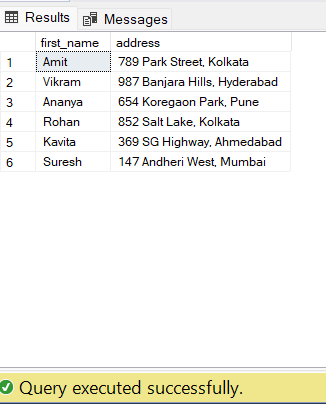 Results Messages
first_name address
1 Amit 789 Park Street, Kolkata
2 Vikram 987 Banjara Hills, Hyderabad
3 Ananya 654 Koregaon Park, Pune
4 Rohan 852 Salt Lake, Kolkata
5 Kavita 369 SG Highway, Ahmedabad
6 Suresh 147 Andheri West, Mumbai
Query executed successfully.